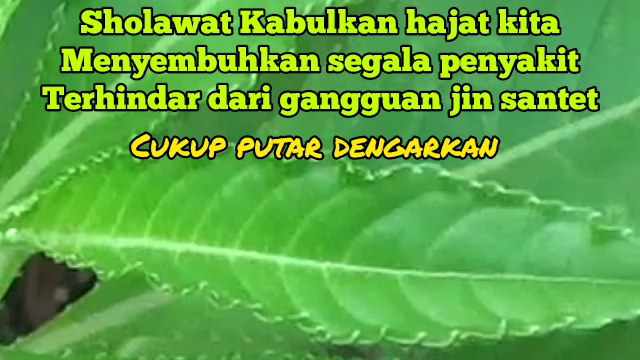 Sholawat Kabulkan hajat kita
Menyembuhkan segala penyakit
Terhindar dari gangguan jin santet
Cukup putar dengarkan